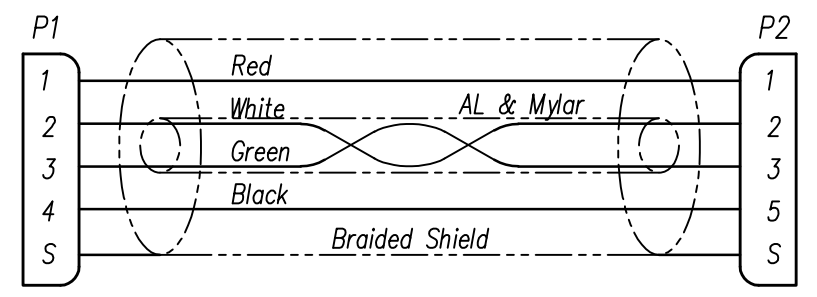 P1 P2
1 Red 1
White AL & Mylar
2 2
Green
3 3
Black
4 5
S Braided Shield S